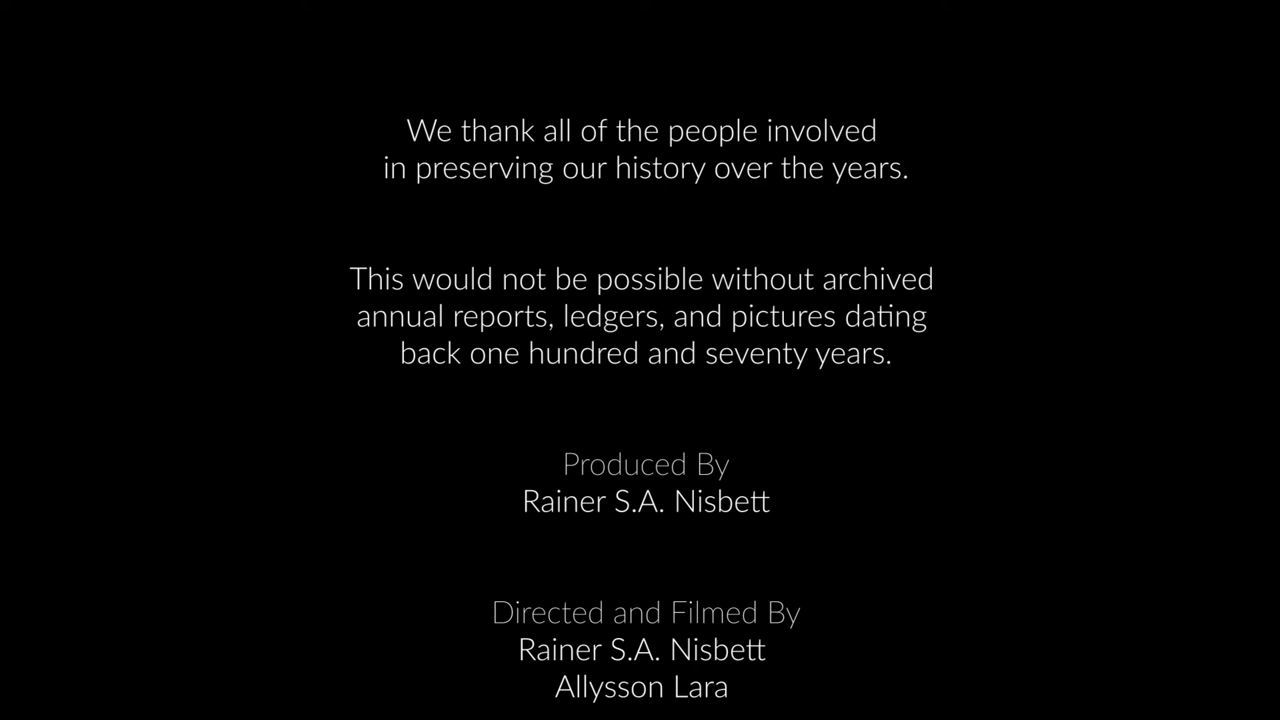 We thank all of the people involved
in preserving our history over the years.
This would not be possible without archived
annual reports, ledgers, and pictures dating
back one hundred and seventy years.
Produced By
Rainer S.A. Nisbett
Directed and Filmed By
Rainer S.A. Nisbett
Allysson Lara